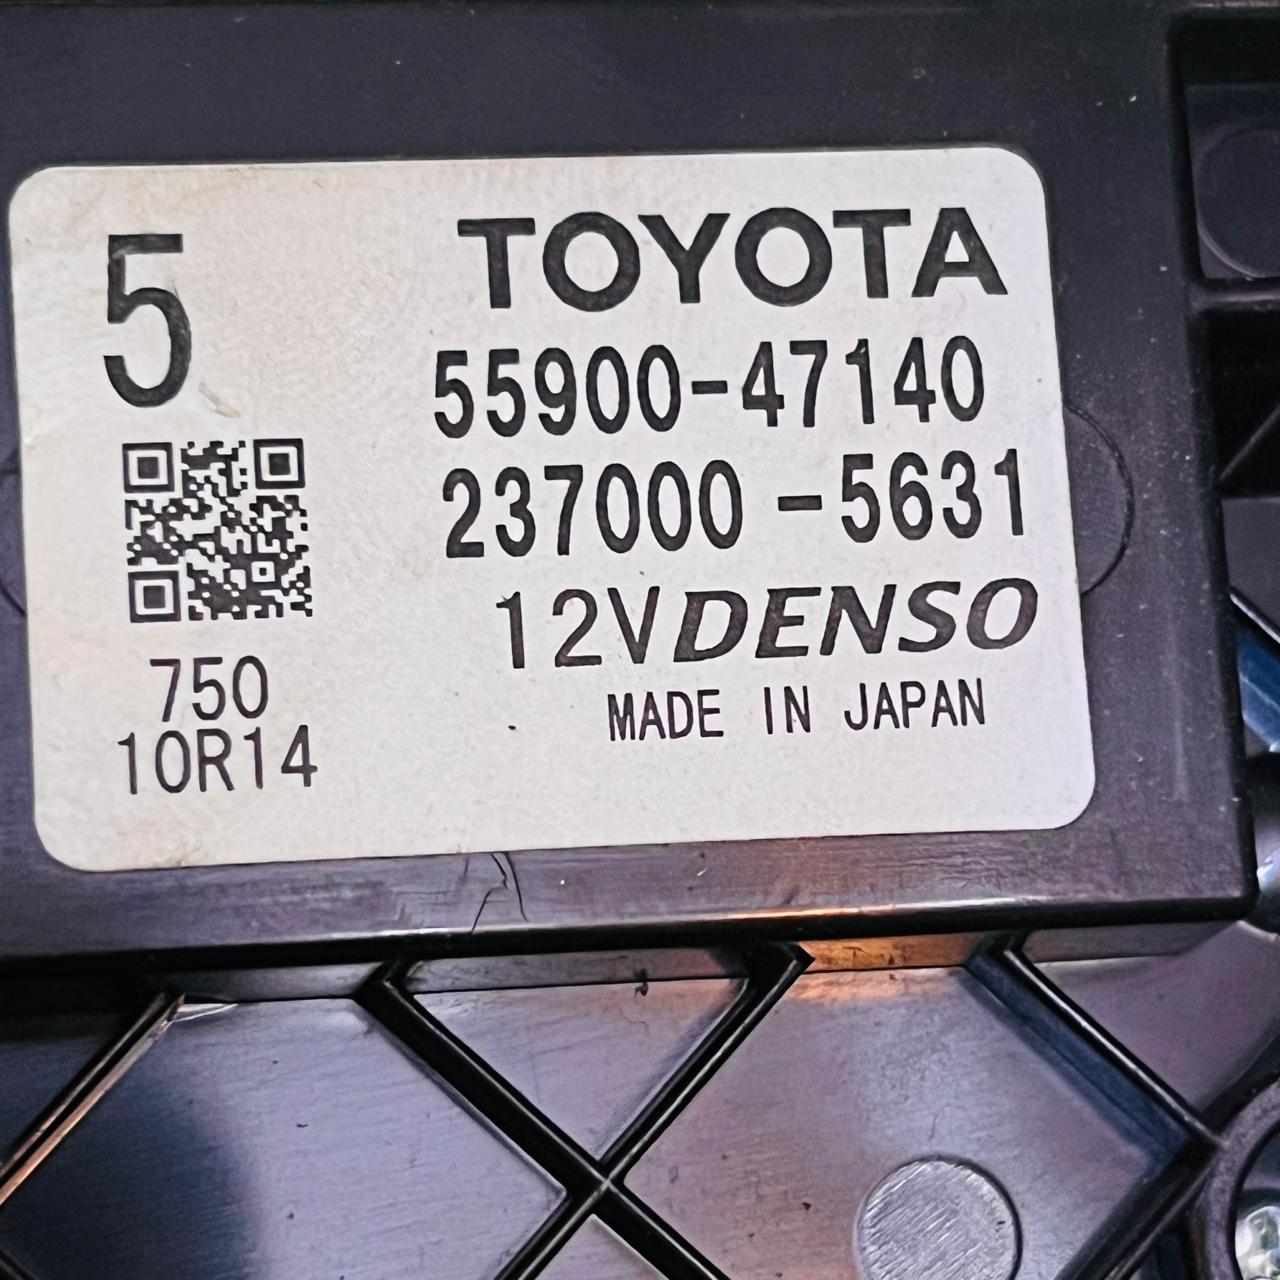 5
TOYOTA
55900-47140
237000-5631
12V DENSO
MADE IN JAPAN
750
10R14